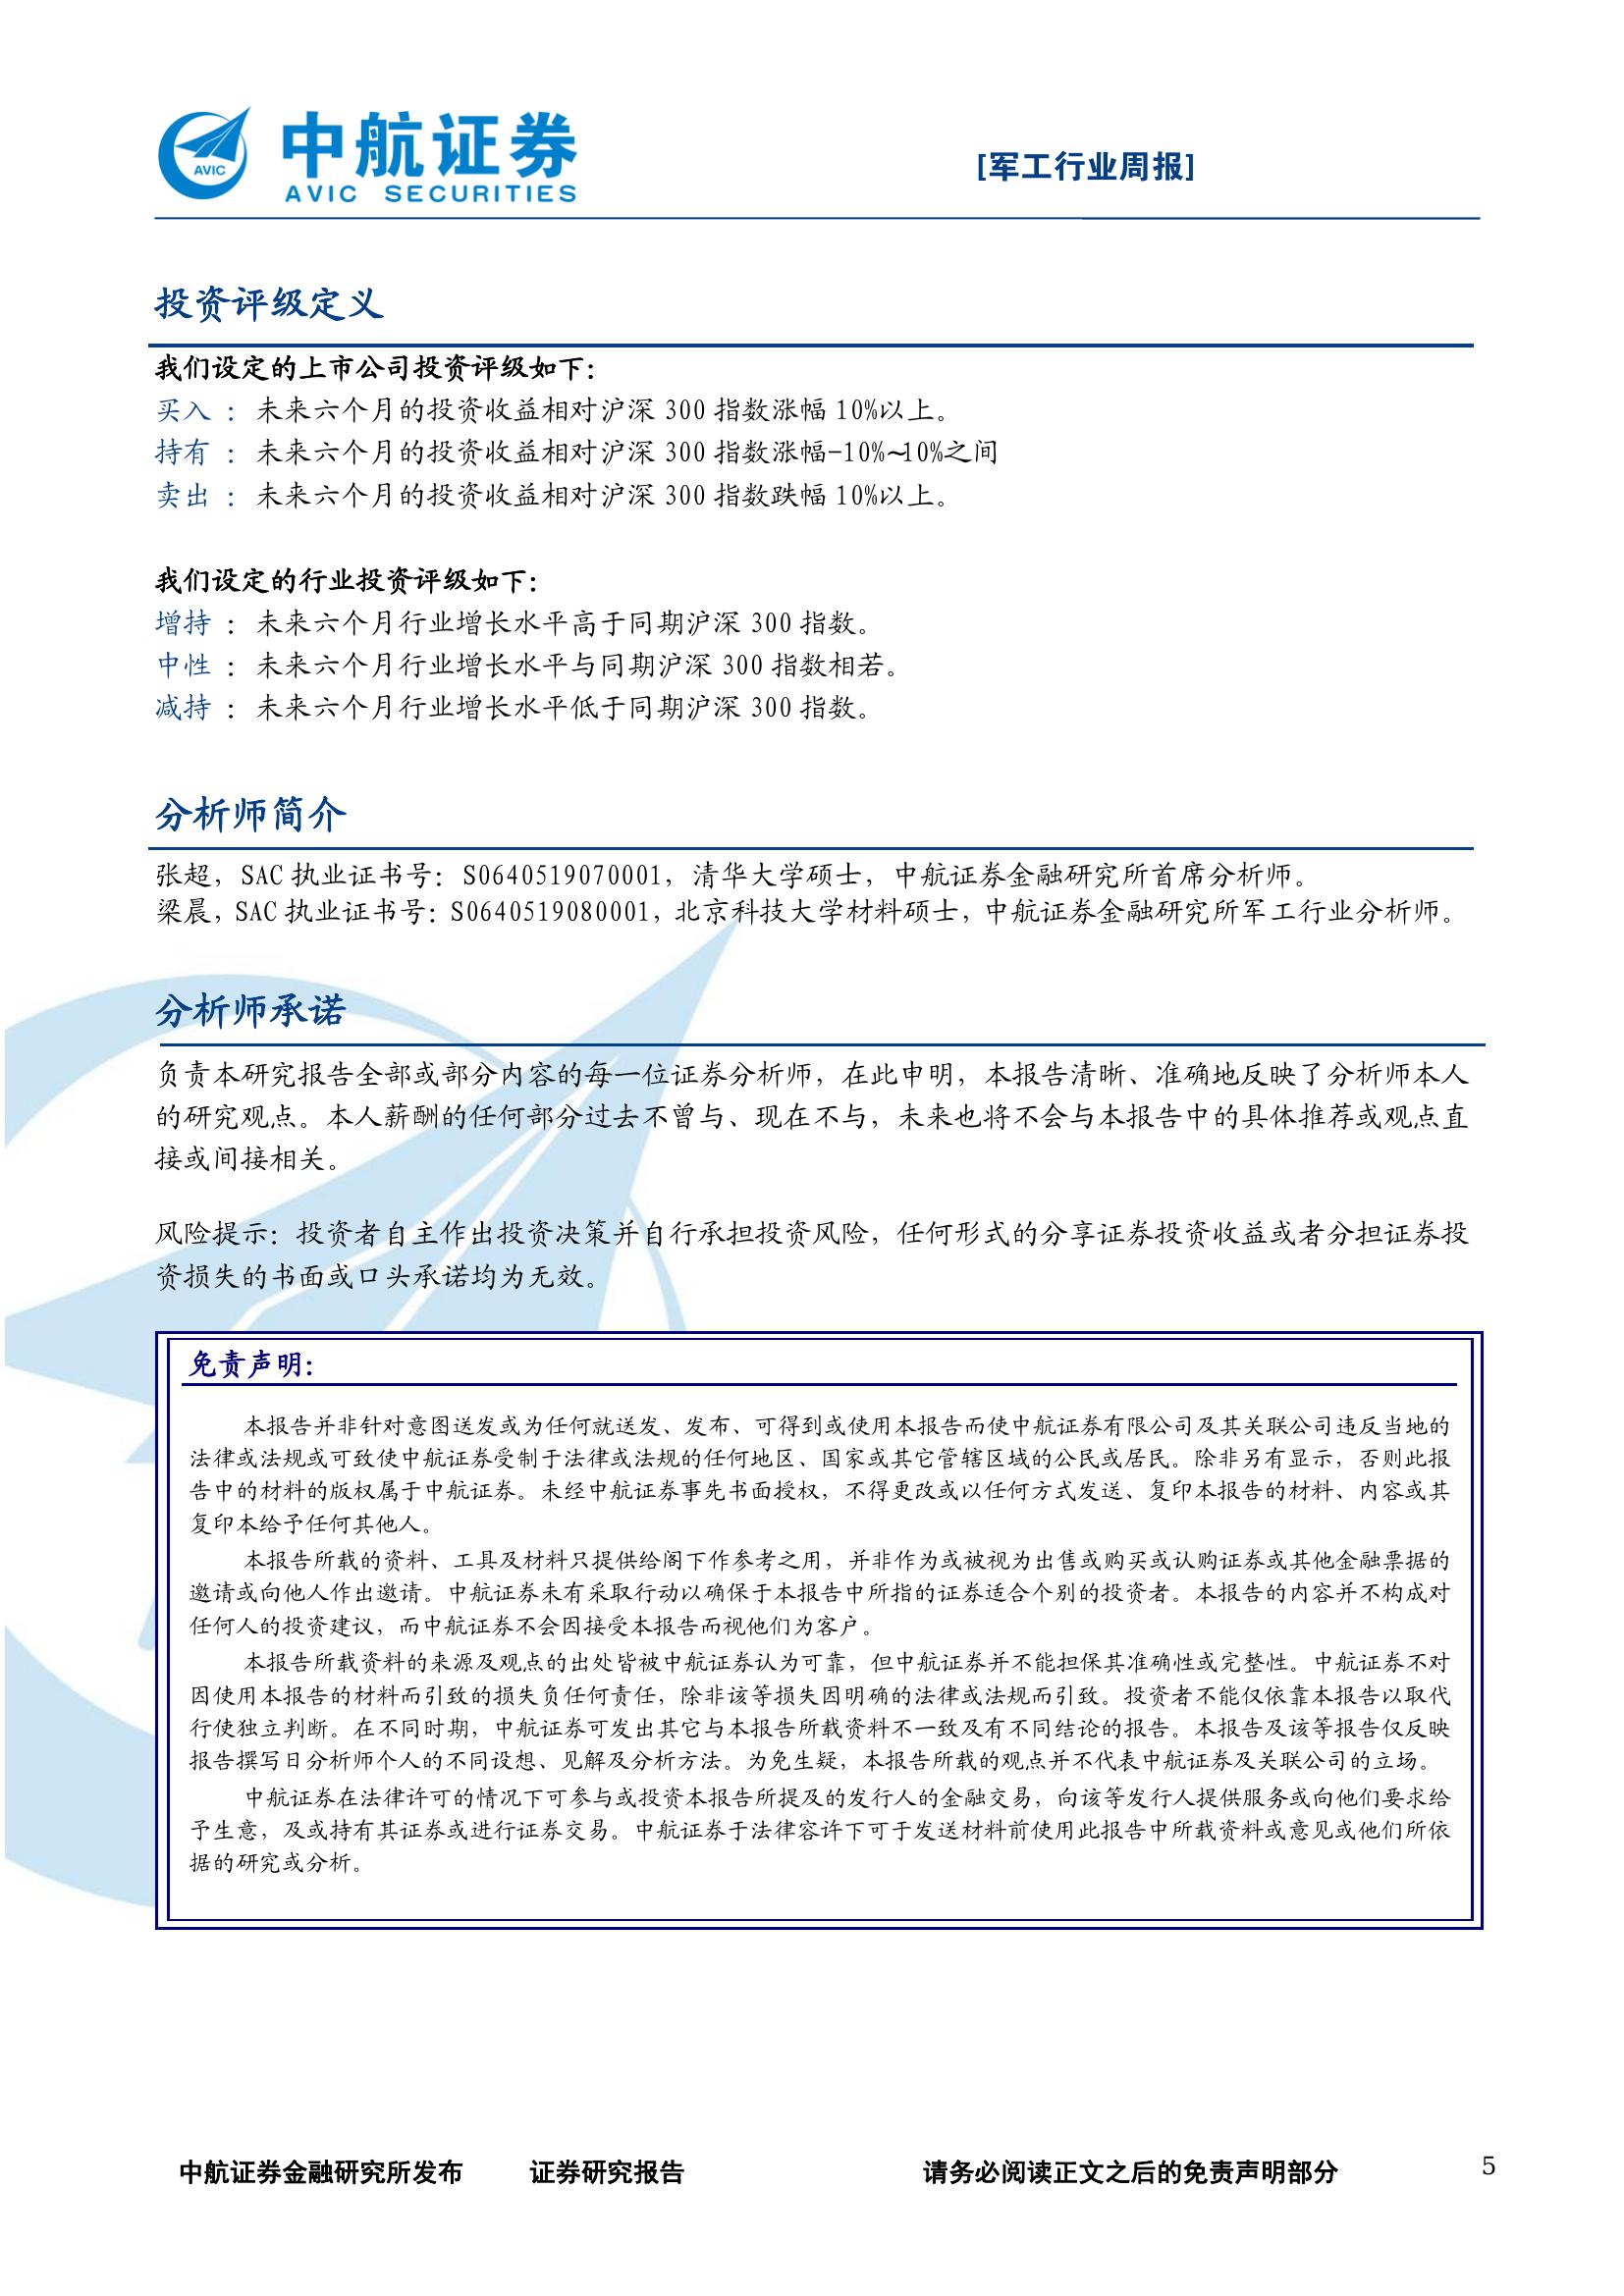 中航证券
AVIC SECURITIES
AVIC
[军工行业周报]
投资评级定义
我们设定的上市公司投资评级如下：
买入 ：未来六个月的投资收益相对沪深 300 指数涨幅 10%以上。
持有 ：未来六个月的投资收益相对沪深 300 指数涨幅-10%~10%之间
卖出 ：未来六个月的投资收益相对沪深 300 指数跌幅 10%以上。
我们设定的行业投资评级如下：
增持 ：未来六个月行业增长水平高于同期沪深 300 指数。
中性 ：未来六个月行业增长水平与同期沪深 300 指数相若。
减持 ：未来六个月行业增长水平低于同期沪深 300 指数。
分析师简介
张超，SAC 执业证书号：S0640519070001，清华大学硕士，中航证券金融研究所首席分析师。
梁晨，SAC 执业证书号：S0640519080001，北京科技大学材料硕士，中航证券金融研究所军工行业分析师。
分析师承诺
负责本研究报告全部或部分内容的每一位证券分析师，在此申明，本报告清晰、准确地反映了分析师本人
的研究观点。本人薪酬的任何部分过去不曾与、现在不与，未来也将不会与本报告中的具体推荐或观点直
接或间接相关。
风险提示：投资者自主作出投资决策并自行承担投资风险，任何形式的分享证券投资收益或者分担证券投
资损失的书面或口头承诺均为无效。
免责声明：
本报告并非针对意图送发或为任何就送发、发布、可得到或使用本报告而使中航证券有限公司及其关联公司违反当地的
法律或法规或可致使中航证券受制于法律或法规的任何地区、国家或其它管辖区域的公民或居民。除非另有显示，否则此报
告中的材料的版权属于中航证券。未经中航证券事先书面授权，不得更改或以任何方式发送、复印本报告的材料、内容或其
复印本给予任何其他人。
本报告所载的资料、工具及材料只提供给阁下作参考之用，并非作为或被视为出售或购买或认购证券或其他金融票据的
邀请或向他人作出邀请。中航证券未有采取行动以确保于本报告中所指的证券适合个别的投资者。本报告的内容并不构成对
任何人的投资建议，而中航证券不会因接受本报告而视他们为客户。
本报告所载资料的来源及观点的出处皆被中航证券认为可靠，但中航证券并不能担保其准确性或完整性。中航证券不对
因使用本报告的材料而引致的损失负任何责任，除非该等损失因明确的法律或法规而引致。投资者不能仅依靠本报告以取代
行使独立判断。在不同时期，中航证券可发出其它与本报告所载资料不一致及有不同结论的报告。本报告及该等报告仅反映
报告撰写日分析师个人的不同设想、见解及分析方法。为免生疑，本报告所载的观点并不代表中航证券及关联公司的立场。
中航证券在法律许可的情况下可参与或投资本报告所提及的发行人的金融交易，向该等发行人提供服务或向他们要求给
予生意，及或持有其证券或进行证券交易。中航证券于法律容许下可于发送材料前使用此报告中所载资料或意见或他们所依
据的研究或分析。
中航证券金融研究所发布 证券研究报告 请务必阅读正文之后的免责声明部分 5